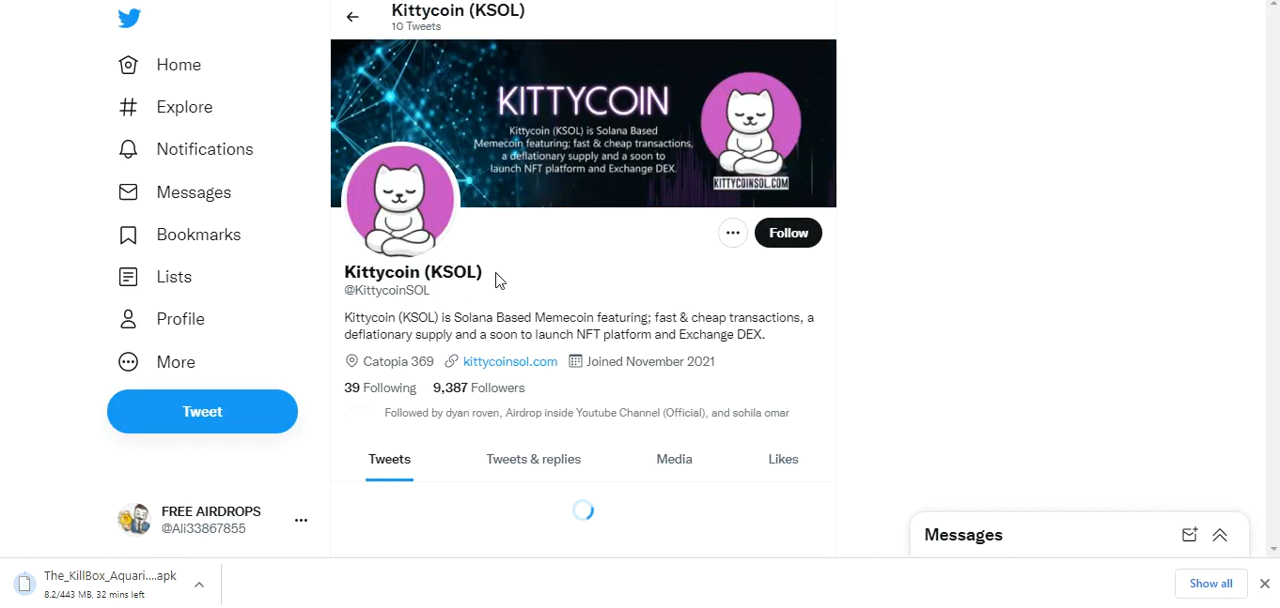 Kittycoin (KSOL)
10 Tweets
Home
Explore
Notifications
Messages
Bookmarks
Lists
Profile
More
Tweet
FREE AIRDROPS
@Ali33867855
KITTYCOIN
Kittycoin (KSOL) is Solana Based
Memecoin featuring; fast & cheap transactions,
a deflationary supply and a soon to
launch NFT platform and Exchange DEX.
KITTYCOINSOL.COM
Follow
Kittycoin (KSOL)
@KittycoinSOL
Kittycoin (KSOL) is Solana Based Memecoin featuring; fast & cheap transactions, a
deflationary supply and a soon to launch NFT platform and Exchange DEX.
Catopia 369 kittycoinsol.com Joined November 2021
39 Following 9,387 Followers
Followed by dyan roven, Airdrop inside Youtube Channel (Official), and sohila omar
Tweets Tweets & replies Media Likes
Messages
The_KillBox_Aquari....apk
8.2/443 MB, 32 mins left
Show all